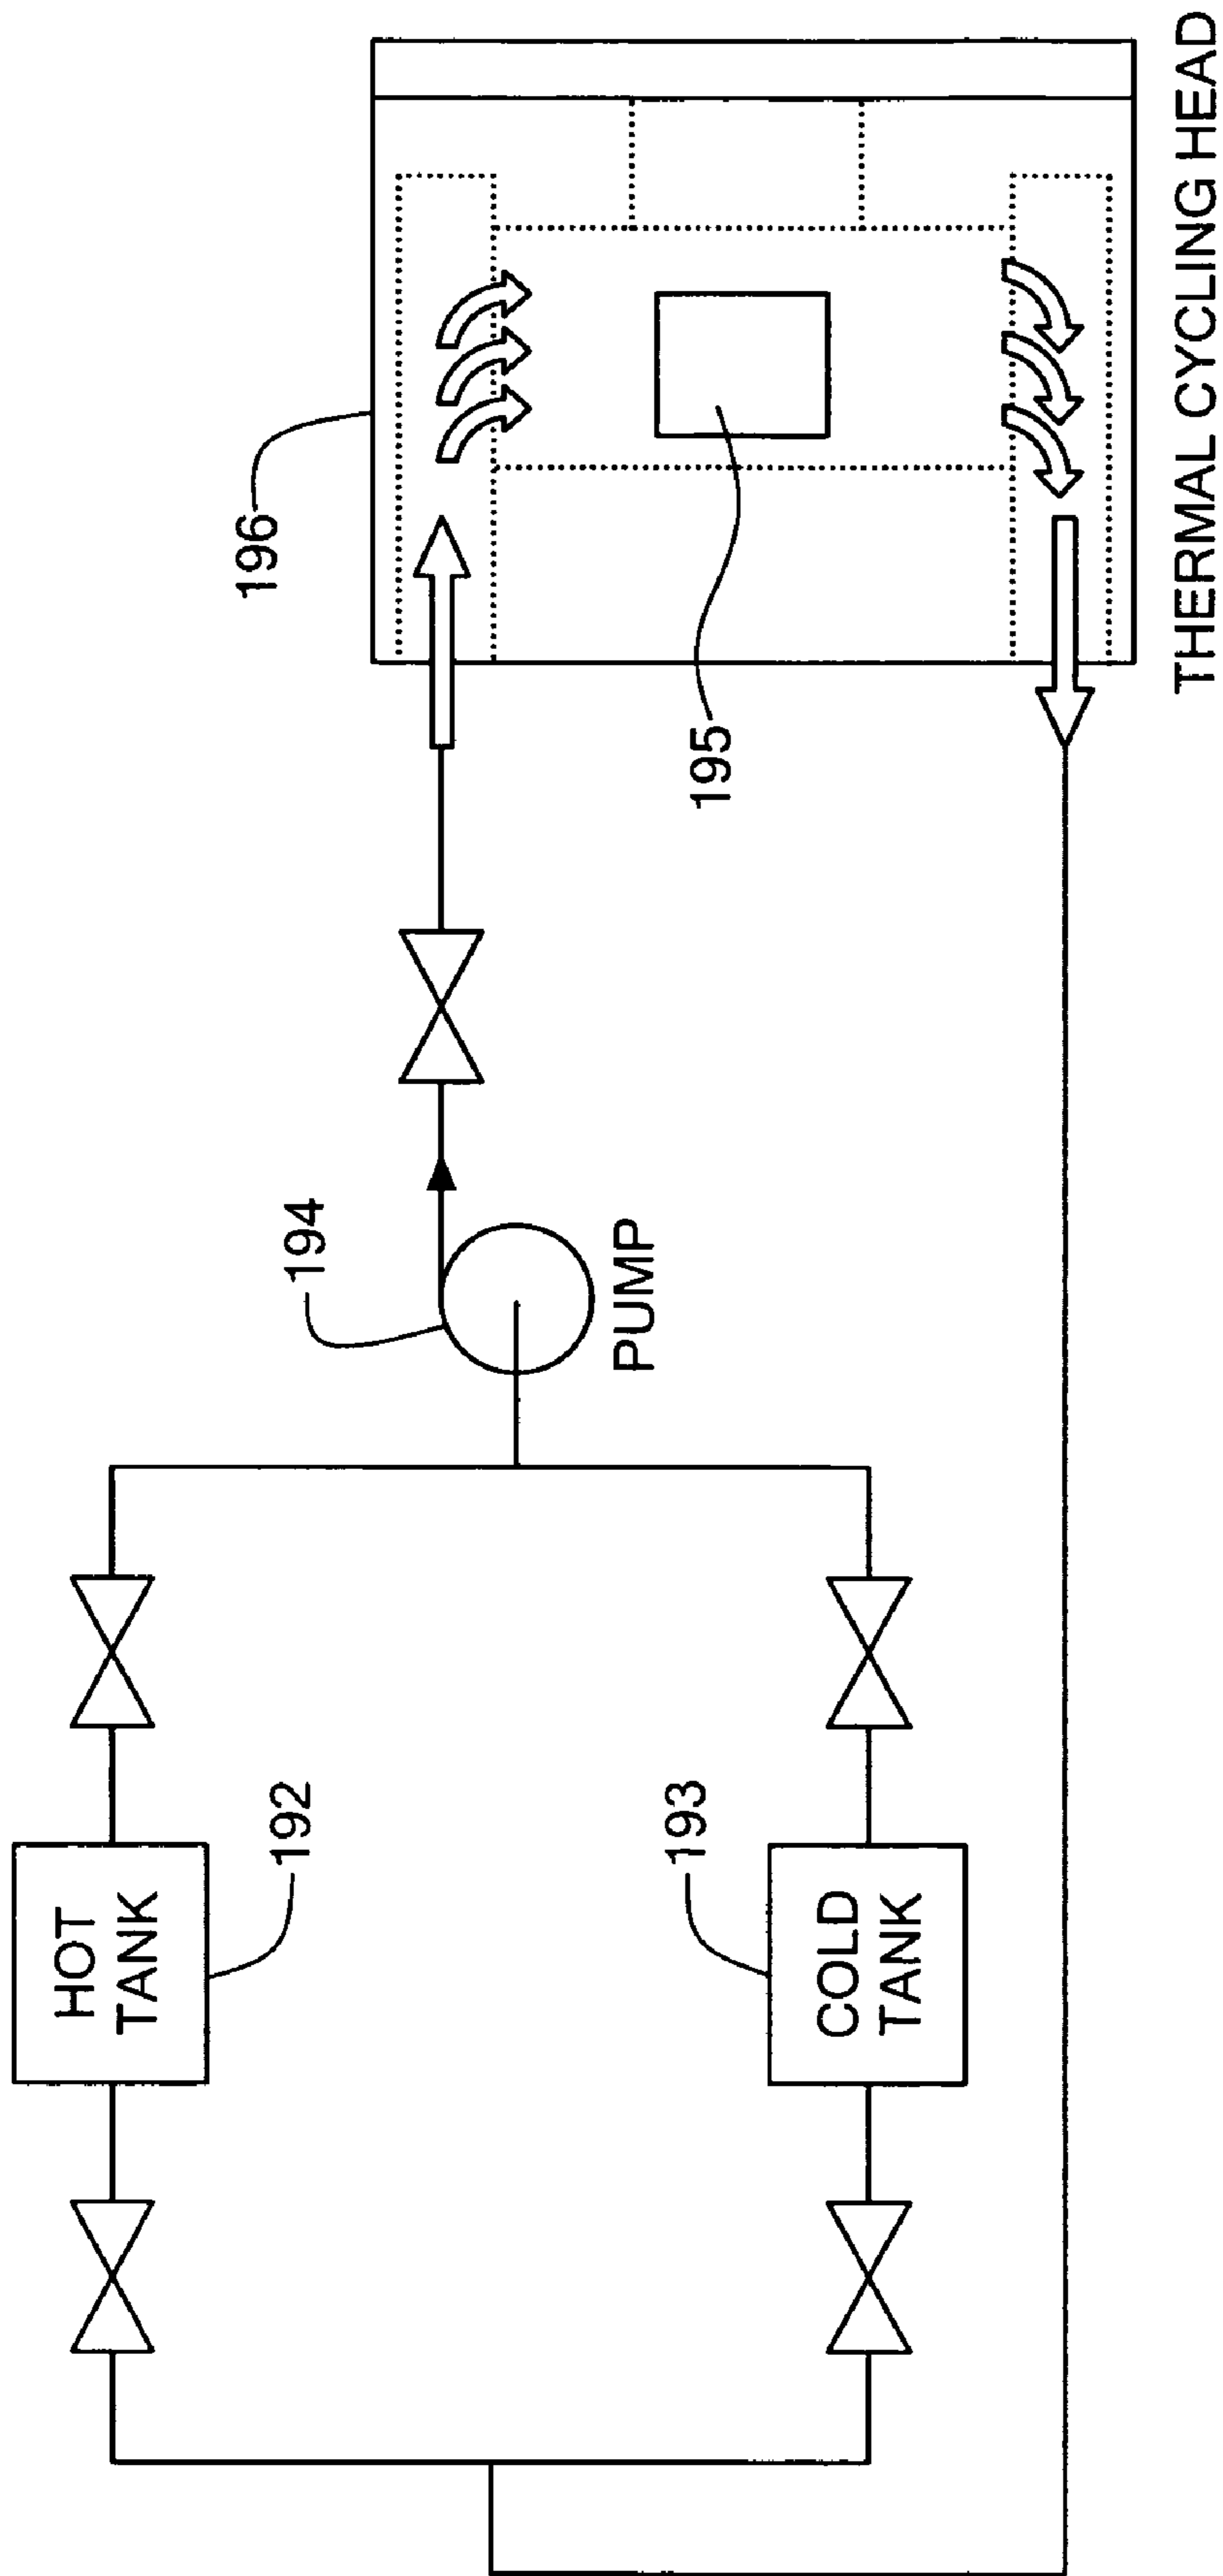 HOT
TANK
192
COLD
TANK
193
194
PUMP
196
195
THERMAL CYCLING HEAD